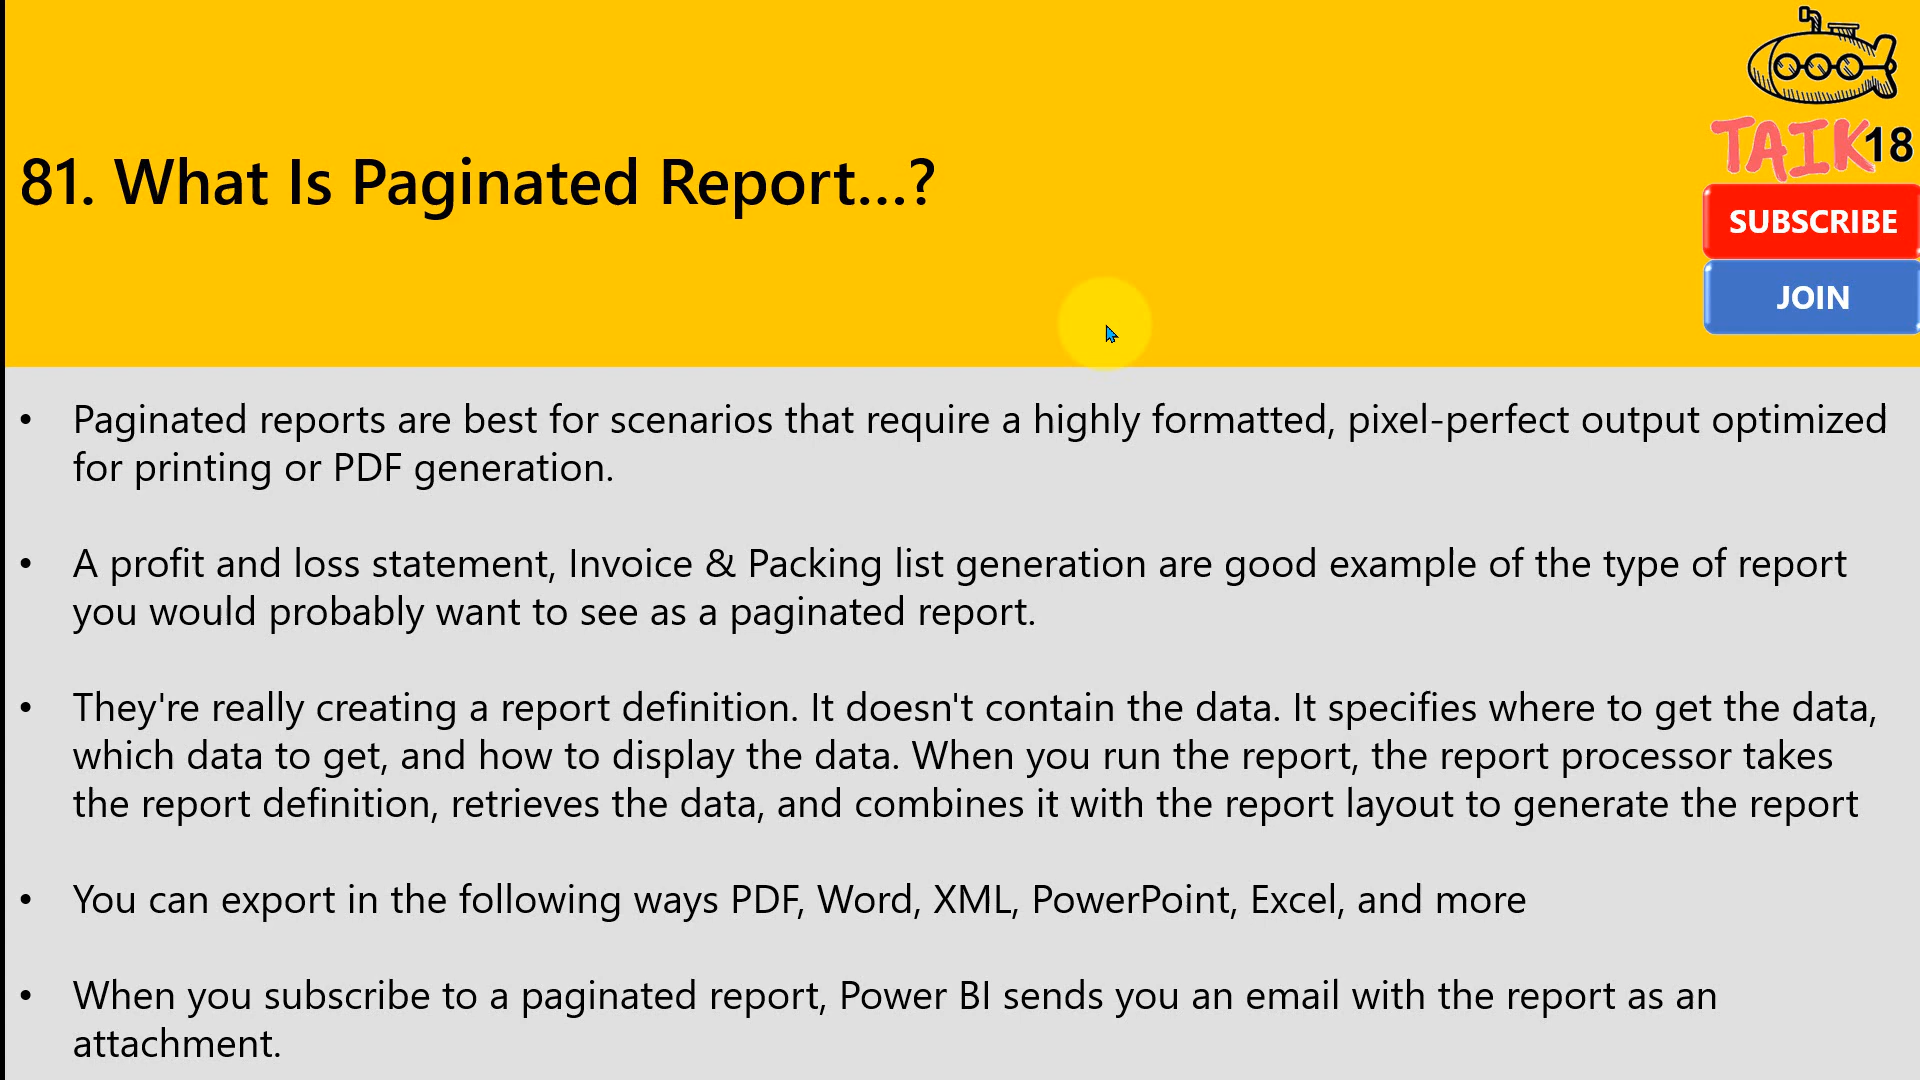 TAIK18
81. What Is Paginated Report...?
SUBSCRIBE
JOIN
• Paginated reports are best for scenarios that require a highly formatted, pixel-perfect output optimized
for printing or PDF generation.
• A profit and loss statement, Invoice & Packing list generation are good example of the type of report
you would probably want to see as a paginated report.
• They're really creating a report definition. It doesn't contain the data. It specifies where to get the data,
which data to get, and how to display the data. When you run the report, the report processor takes
the report definition, retrieves the data, and combines it with the report layout to generate the report
• You can export in the following ways PDF, Word, XML, PowerPoint, Excel, and more
• When you subscribe to a paginated report, Power BI sends you an email with the report as an
attachment.